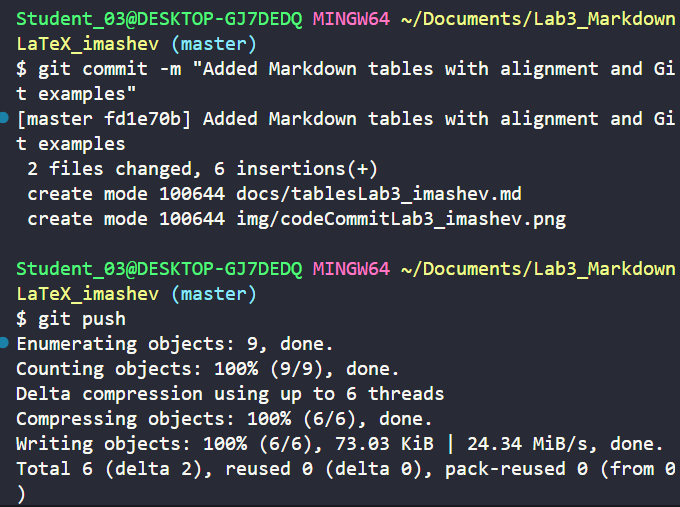 Student_03@DESKTOP-GJ7DEDQ MINGW64 ~/Documents/Lab3_Markdown
LaTeX_imashev (master)
$ git commit -m "Added Markdown tables with alignment and Gi
t examples"
[master fd1e70b] Added Markdown tables with alignment and Gi
t examples
 2 files changed, 6 insertions(+)
 create mode 100644 docs/tablesLab3_imashev.md
 create mode 100644 img/codeCommitLab3_imashev.png

Student_03@DESKTOP-GJ7DEDQ MINGW64 ~/Documents/Lab3_Markdown
LaTeX_imashev (master)
$ git push
Enumerating objects: 9, done.
Counting objects: 100% (9/9), done.
Delta compression using up to 6 threads
Compressing objects: 100% (6/6), done.
Writing objects: 100% (6/6), 73.03 KiB | 24.34 MiB/s, done.
Total 6 (delta 2), reused 0 (delta 0), pack-reused 0 (from 0
)